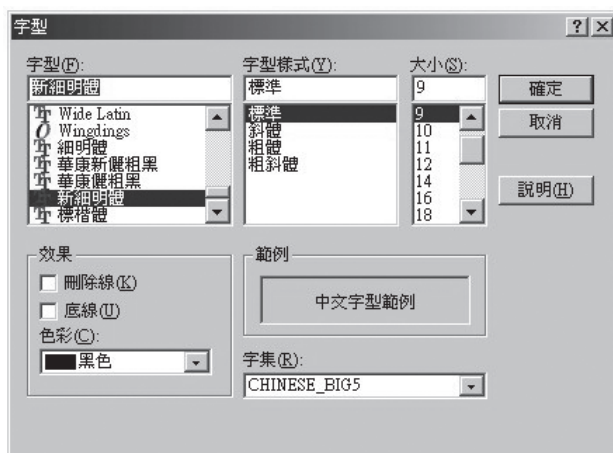 字型
字型(F):
新細明體
Wide Latin
Wingdings
細明體
華康新儷粗黑
華康儷粗黑
新細明體
標楷體
字型樣式(Y):
標準
標準
斜體
粗體
粗斜體
大小(S):
9
9
10
11
12
14
16
18
確定
取消
說明(H)
效果
刪除線(K)
底線(U)
色彩(C):
黑色
範例
中文字型範例
字集(R):
CHINESE_BIG5